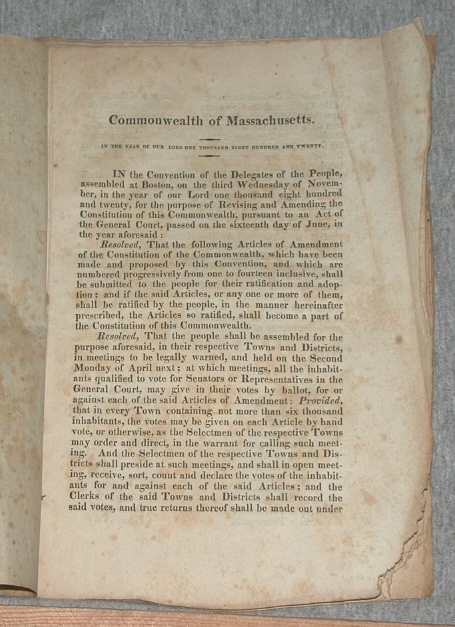 Commonwealth of Massachusetts.
IN THE YEAR OF OUR LORD ONE THOUSAND EIGHT HUNDRED AND TWENTY.
IN the Convention of the Delegates of the People,
assembled at Boston, on the third Wednesday of Novem-
ber, in the year of our Lord one thousand eight hundred
and twenty, for the purpose of Revising and Amending the
Constitution of this Commonwealth, pursuant to an Act of
the General Court, passed on the sixteenth day of June, in
the year aforesaid :
Resolved, That the following Articles of Amendment
of the Constitution of the Commonwealth, which have been
made and proposed by this Convention, and which are
numbered progressively from one to fourteen inclusive, shall
be submitted to the people for their ratification and adop-
tion : and if the said Articles, or any one or more of them,
shall be ratified by the people, in the manner hereinafter
prescribed, the Articles so ratified, shall become a part of
the Constitution of this Commonwealth.
Resolved, That the people shall be assembled for the
purpose aforesaid, in their respective Towns and Districts,
in meetings to be legally warned, and held on the Second
Monday of April next ; at which meetings, all the inhabit-
ants qualified to vote for Senators or Representatives in the
General Court, may give in their votes by ballot, for or
against each of the said Articles of Amendment : Provided,
that in every Town containing not more than six thousand
inhabitants, the votes may be given on each Article by hand
vote, or otherwise, as the Selectmen of the respective Towns
may order and direct, in the warrant for calling such meet-
ing. And the Selectmen of the respective Towns and Dis-
tricts shall preside at such meetings, and shall in open meet-
ing, receive, sort, count and declare the votes of the inhabit-
ants for and against each of the said Articles ; and the
Clerks of the said Towns and Districts shall record the
said votes, and true returns thereof shall be made out under